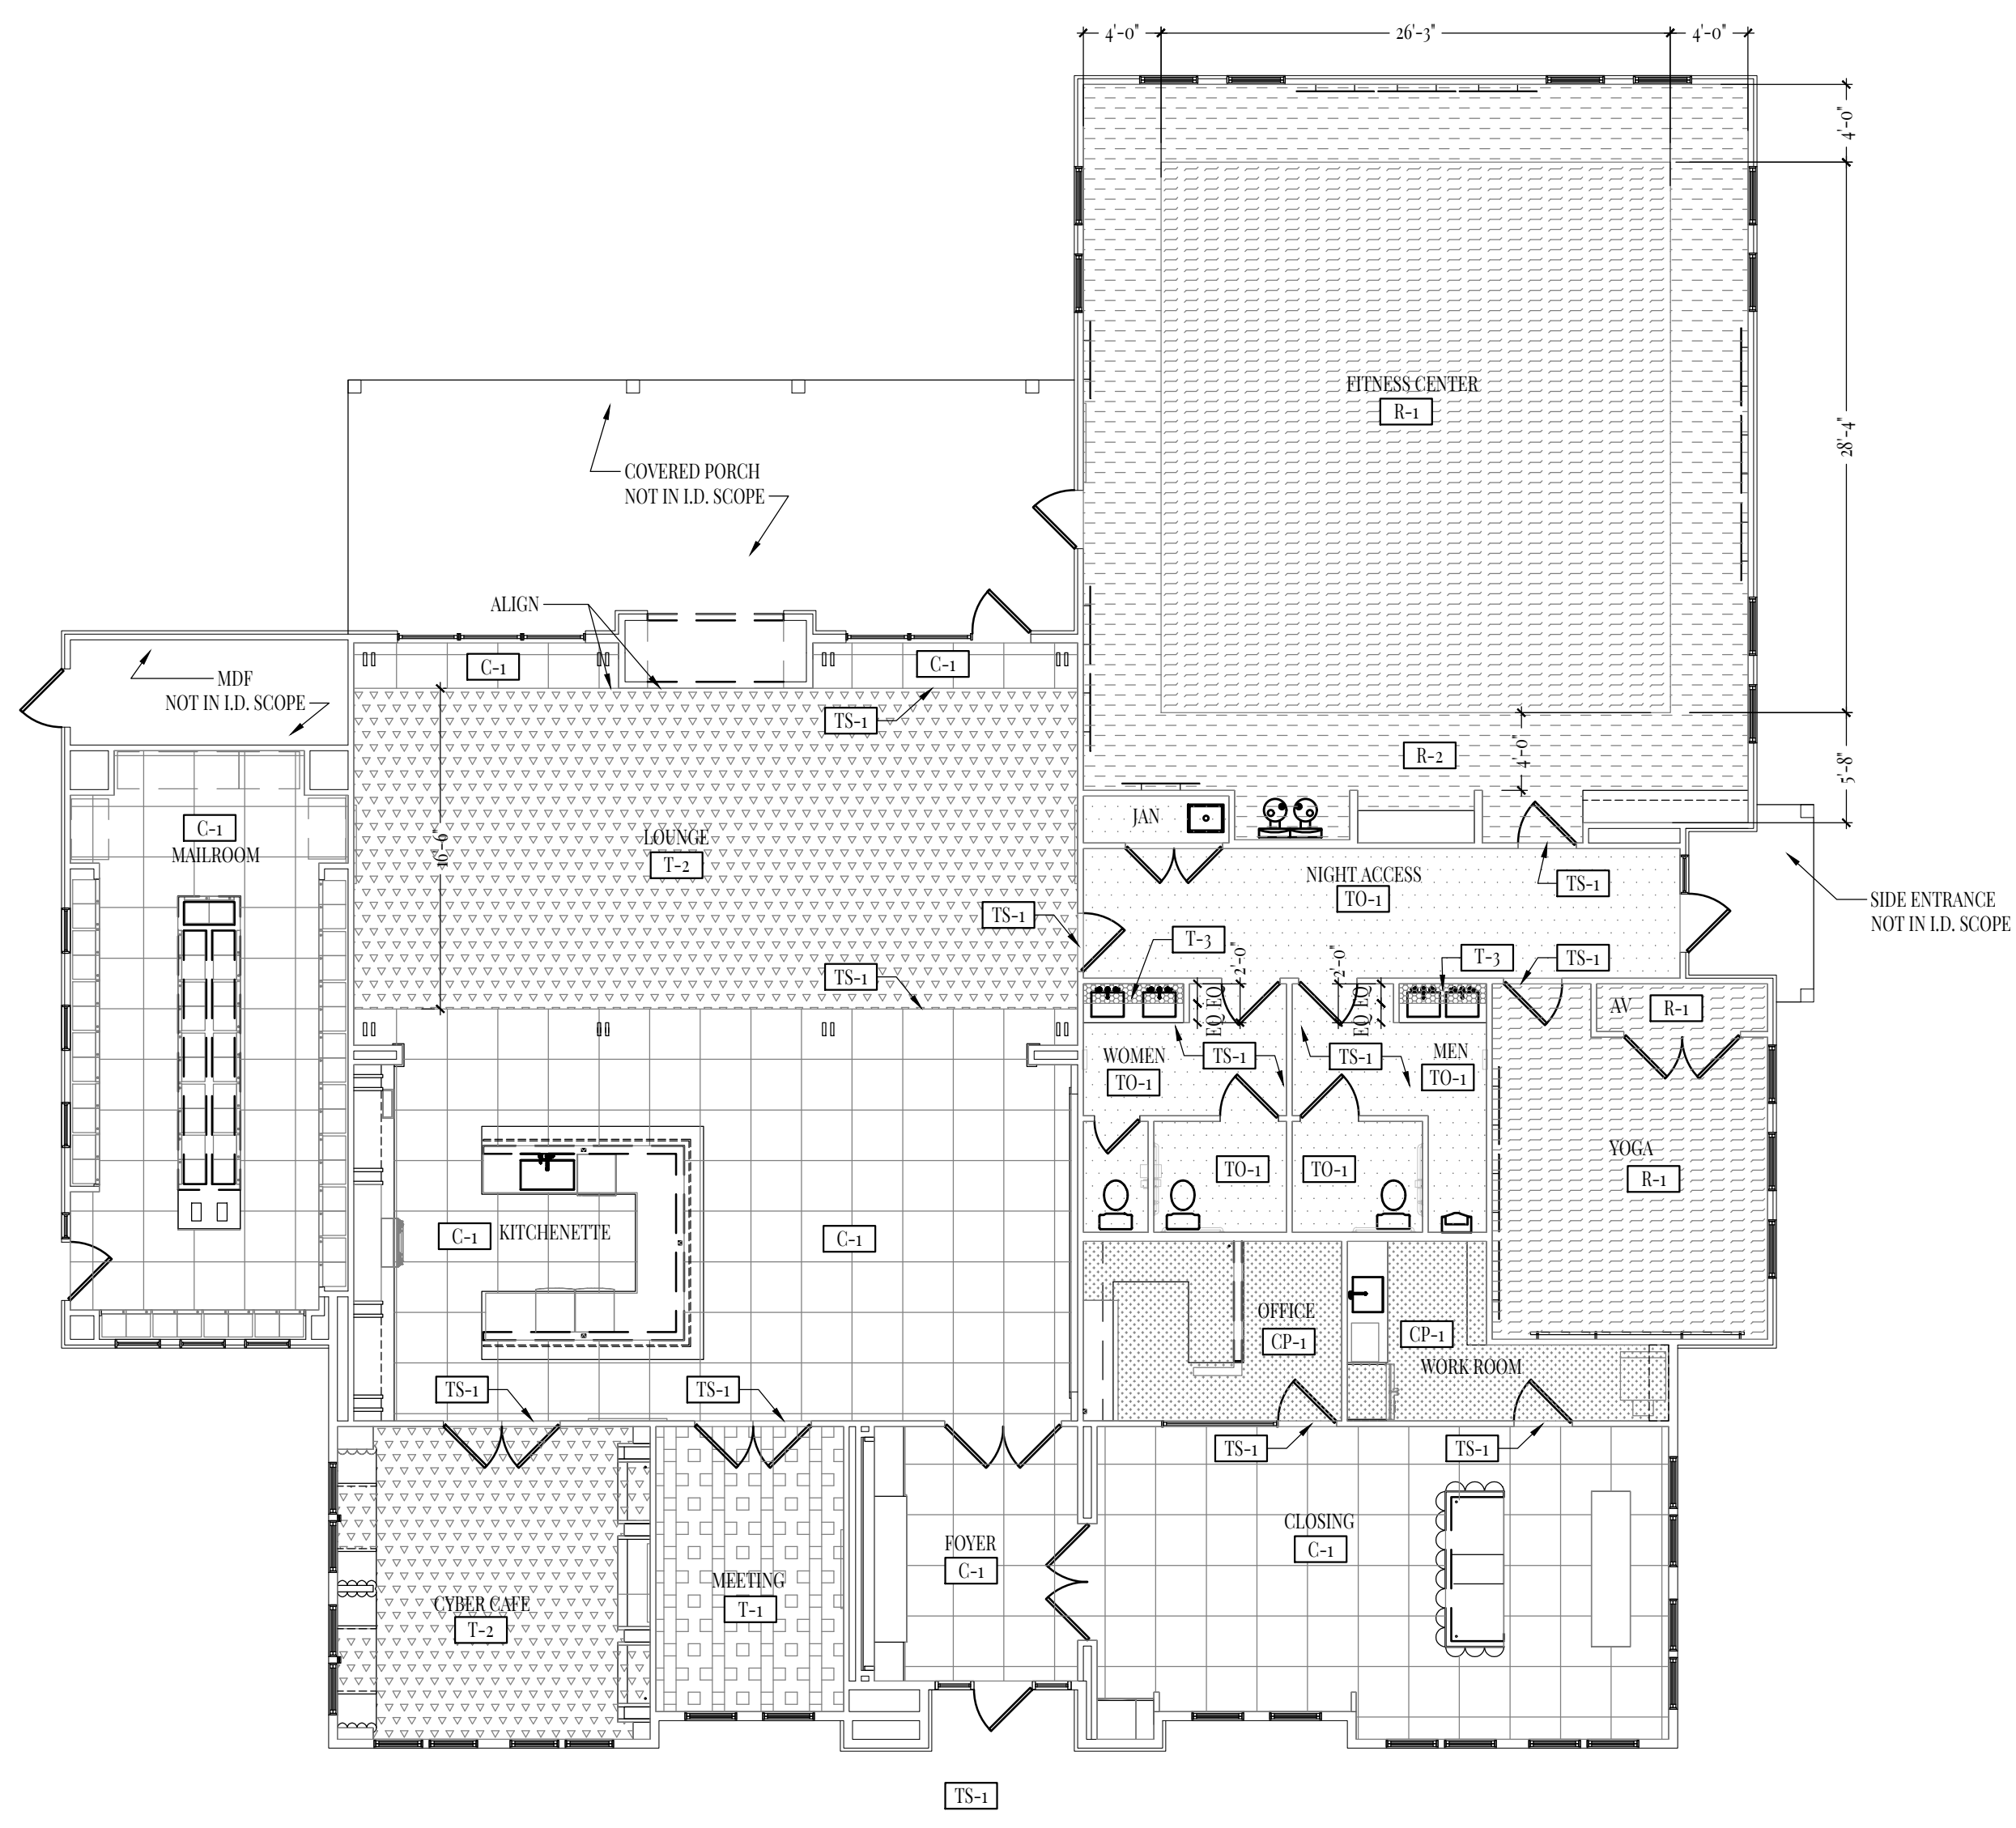 4'-0"
26'-3"
4'-0"
4'-0"
FITNESS CENTER
R-1
28'-4"
COVERED PORCH
NOT IN I.D. SCOPE
ALIGN
C-1
C-1
MDF
NOT IN I.D. SCOPE
TS-1
R-2
4'-0"
5'-8"
C-1
MAILROOM
16'-6"
LOUNGE
T-2
JAN
NIGHT ACCESS
TO-1
TS-1
SIDE ENTRANCE
NOT IN I.D. SCOPE
TS-1
T-3
2'-0"
2'-0"
T-3
TS-1
TS-1
EQ
EQ
EQ
EQ
AV
R-1
WOMEN
TO-1
TS-1
TS-1
MEN
TO-1
YOGA
R-1
TO-1
TO-1
C-1
KITCHENETTE
C-1
OFFICE
CP-1
CP-1
WORK ROOM
TS-1
TS-1
TS-1
TS-1
CYBER CAFE
T-2
MEETING
T-1
FOYER
C-1
CLOSING
C-1
TS-1